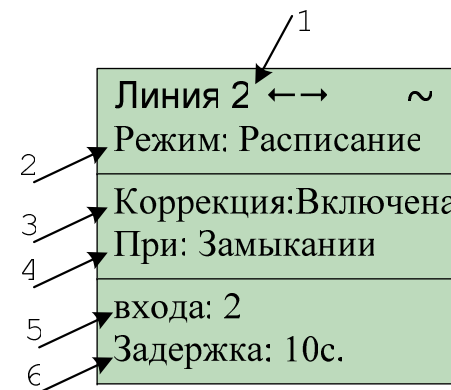 1
Линия 2 ←→ ~
2 Режим: Расписание
3 Коррекция:Включена
4 При: Замыкании
5 входа: 2
6 Задержка: 10с.